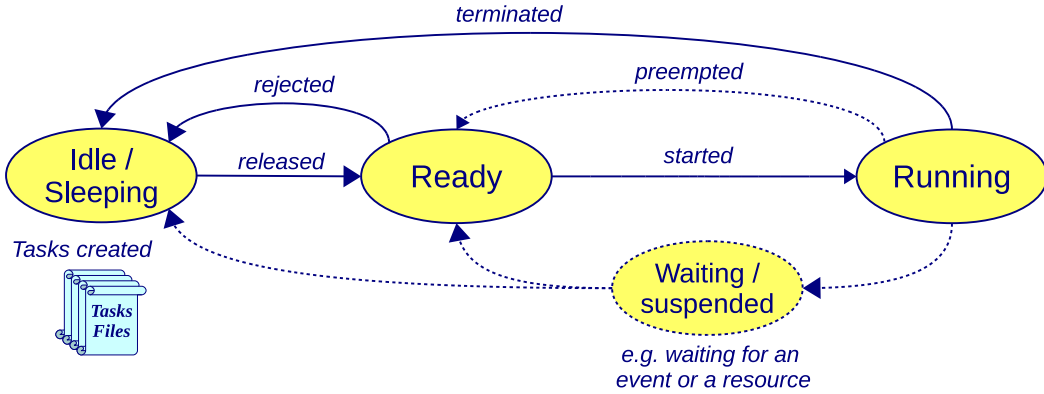 terminated
rejected
preempted
released
started
Idle /
Sleeping
Ready
Running
Tasks created
Tasks
Files
Waiting /
suspended
e.g. waiting for an
event or a resource